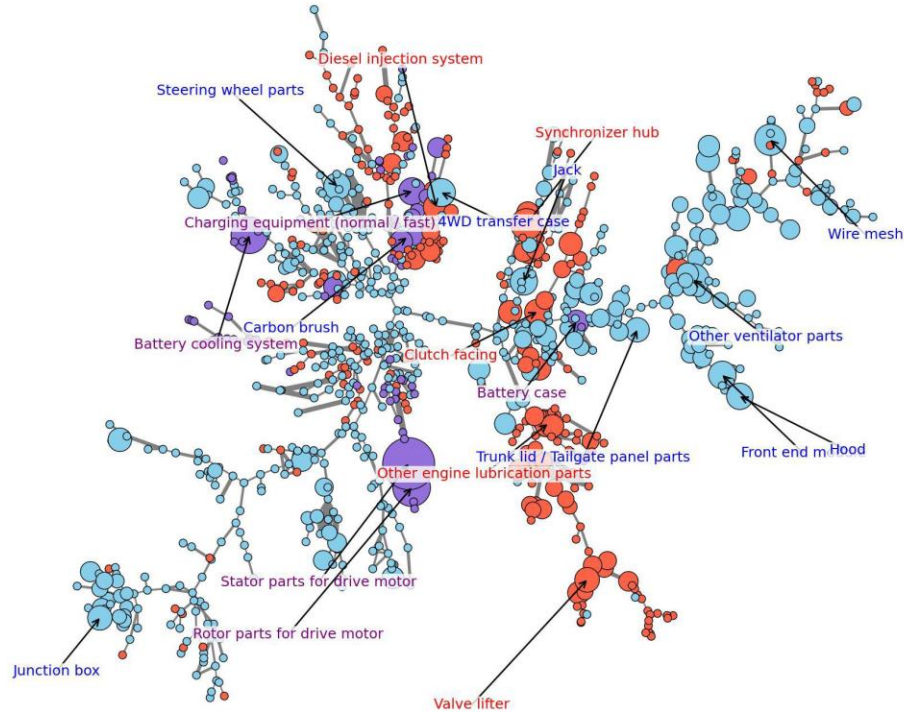 Diesel injection system
Steering wheel parts
Synchronizer hub
Jack
Charging equipment (normal / fast)
4WD transfer case
Wire mesh
Carbon brush
Other ventilator parts
Battery cooling system
Clutch facing
Battery case
Front end m
Hood
Trunk lid / Tailgate panel parts
Other engine lubrication parts
Stator parts for drive motor
Rotor parts for drive motor
Junction box
Valve lifter